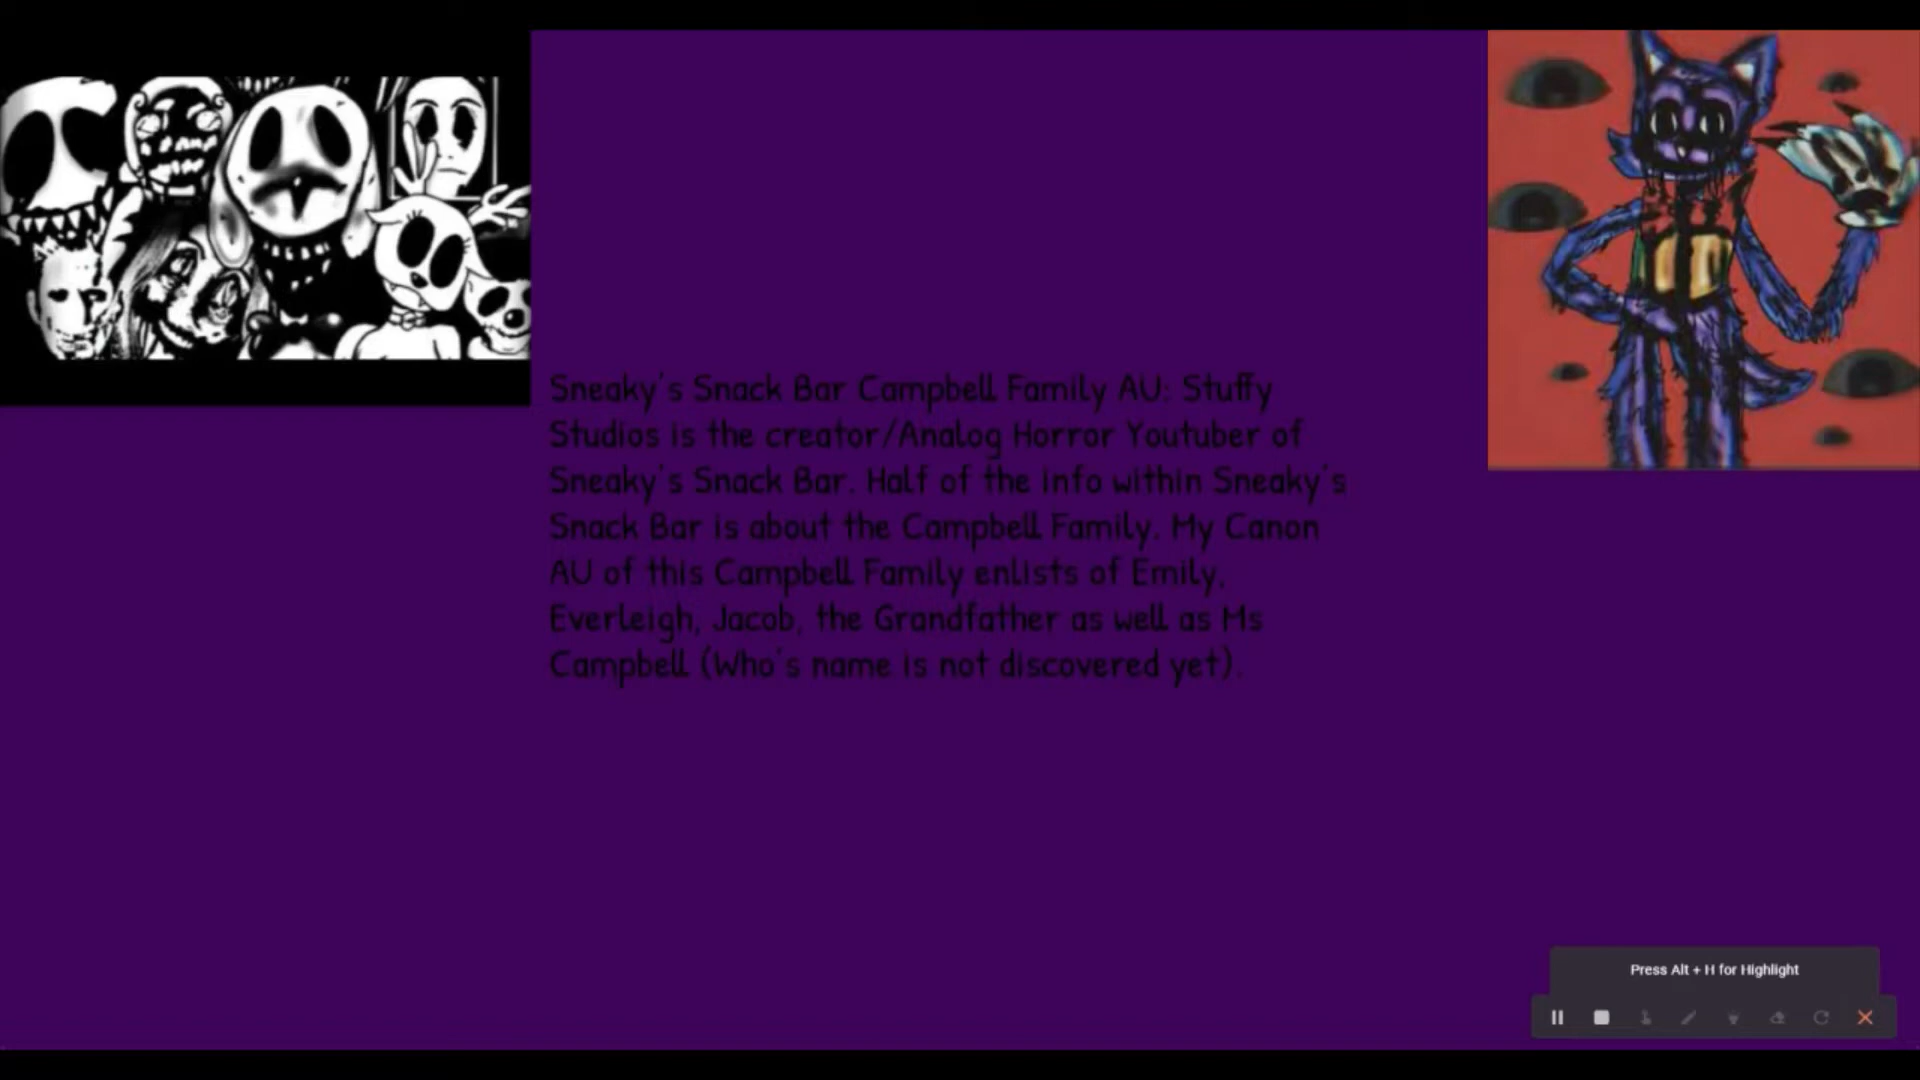 Sneaky's Snack Bar Campbell Family AU: Stuffy
Studios is the creator/Analog Horror Youtuber of
Sneaky's Snack Bar. Half of the info within Sneaky's
Snack Bar is about the Campbell Family. My Canon
AU of this Campbell Family enlists of Emily,
Everleigh, Jacob, the Grandfather as well as Ms
Campbell (Who's name is not discovered yet).
Press Alt + H for Highlight